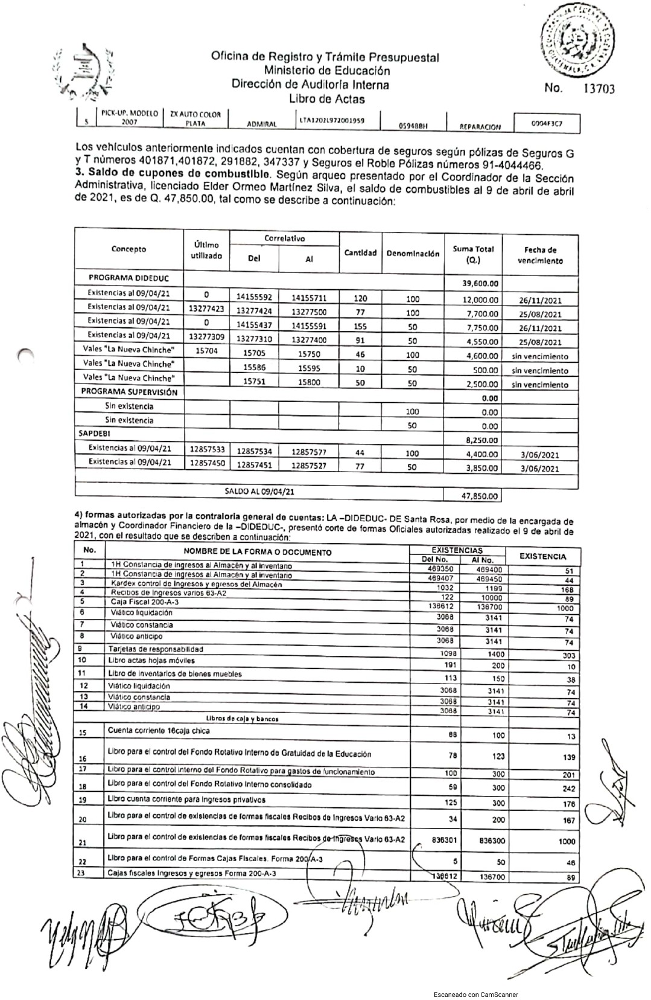 Oficina de Registro y Trámite Presupuestal
Ministerio de Educación
Dirección de Auditoría Interna
Libro de Actas
No. 13703
5 PICK-UP. MODELO 2007 ZX AUTO COLOR PLATA ADMIRAL LTA1202L972001959 0594BBH REPARACION 0004F3C7
Los vehículos anteriormente indicados cuentan con cobertura de seguros según pólizas de Seguros G
y T números 401871,401872, 291882, 347337 y Seguros el Roble Pólizas números 91-4044466.
3. Saldo de cupones de combustible. Según arqueo presentado por el Coordinador de la Sección
Administrativa, licenciado Elder Ormeo Martínez Silva, el saldo de combustibles al 9 de abril de abril
de 2021, es de Q. 47,850.00, tal como se describe a continuación:
Concepto Último utilizado Correlativo Del Al Cantidad Denominación Suma Total (Q.) Fecha de vencimiento
PROGRAMA DIDEDUC 39,600.00
Existencias al 09/04/21 0 14155592 14155711 120 100 12,000.00 26/11/2021
Existencias al 09/04/21 13277423 13277424 13277500 77 100 7,700.00 25/08/2021
Existencias al 09/04/21 0 14155437 14155591 155 50 7,750.00 26/11/2021
Existencias al 09/04/21 13277309 13277310 13277400 91 50 4,550.00 25/08/2021
Vales "La Nueva Chinche" 15704 15705 15750 46 100 4,600.00 sin vencimiento
Vales "La Nueva Chinche" 15586 15595 10 50 500.00 sin vencimiento
Vales "La Nueva Chinche" 15751 15800 50 50 2,500.00 sin vencimiento
PROGRAMA SUPERVISIÓN 0.00
Sin existencia 100 0.00
Sin existencia 50 0.00
SAPDEBI 8,250.00
Existencias al 09/04/21 12857533 12857534 12857577 44 100 4,400.00 3/06/2021
Existencias al 09/04/21 12857450 12857451 12857527 77 50 3,850.00 3/06/2021
SALDO AL 09/04/21 47,850.00
4) formas autorizadas por la contraloría general de cuentas: LA –DIDEDUC- DE Santa Rosa, por medio de la encargada de
almacén y Coordinador Financiero de la –DIDEDUC-, presentó corte de formas Oficiales autorizadas realizado el 9 de abril de
2021, con el resultado que se describen a continuación:
No. NOMBRE DE LA FORMA O DOCUMENTO EXISTENCIAS Del No. Al No. EXISTENCIA
1 1H Constancia de ingresos al Almacén y al inventario 469350 469400 51
2 1H Constancia de ingresos al Almacén y al inventario 469407 469450 44
3 Kardex control de Ingresos y egresos del Almacén 1032 1199 168
4 Recibos de Ingresos varios 63-A2 122 10000 89
5 Caja Fiscal 200-A-3 136612 136700 1000
6 Viático liquidación 3068 3141 74
7 Viático constancia 3068 3141 74
8 Viático anticipo 3068 3141 74
9 Tarjetas de responsabilidad 1098 1400 303
10 Libro actas hojas móviles 191 200 10
11 Libro de inventarios de bienes muebles 113 150 38
12 Viático liquidación 3068 3141 74
13 Viático constancia 3068 3141 74
14 Viático anticipo 3068 3141 74
Libros de caja y bancos
15 Cuenta corriente 16caja chica 88 100 13
16 Libro para el control del Fondo Rotativo Interno de Gratuidad de la Educación 78 123 139
17 Libro para el control interno del Fondo Rotativo para gastos de funcionamiento 100 300 201
18 Libro para el control del Fondo Rotativo Interno consolidado 59 300 242
19 Libro cuenta corriente para Ingresos privativos 125 300 176
20 Libro para el control de existencias de formas fiscales Recibos de Ingresos Vario 63-A2 34 200 167
21 Libro para el control de existencias de formas fiscales Recibos de Ingresos Vario 63-A2 836301 836300 1000
22 Libro para el control de Formas Cajas Fiscales. Forma 200-A-3 5 50 46
23 Cajas fiscales Ingresos y egresos Forma 200-A-3 136612 136700 89
Escaneado con CamScanner